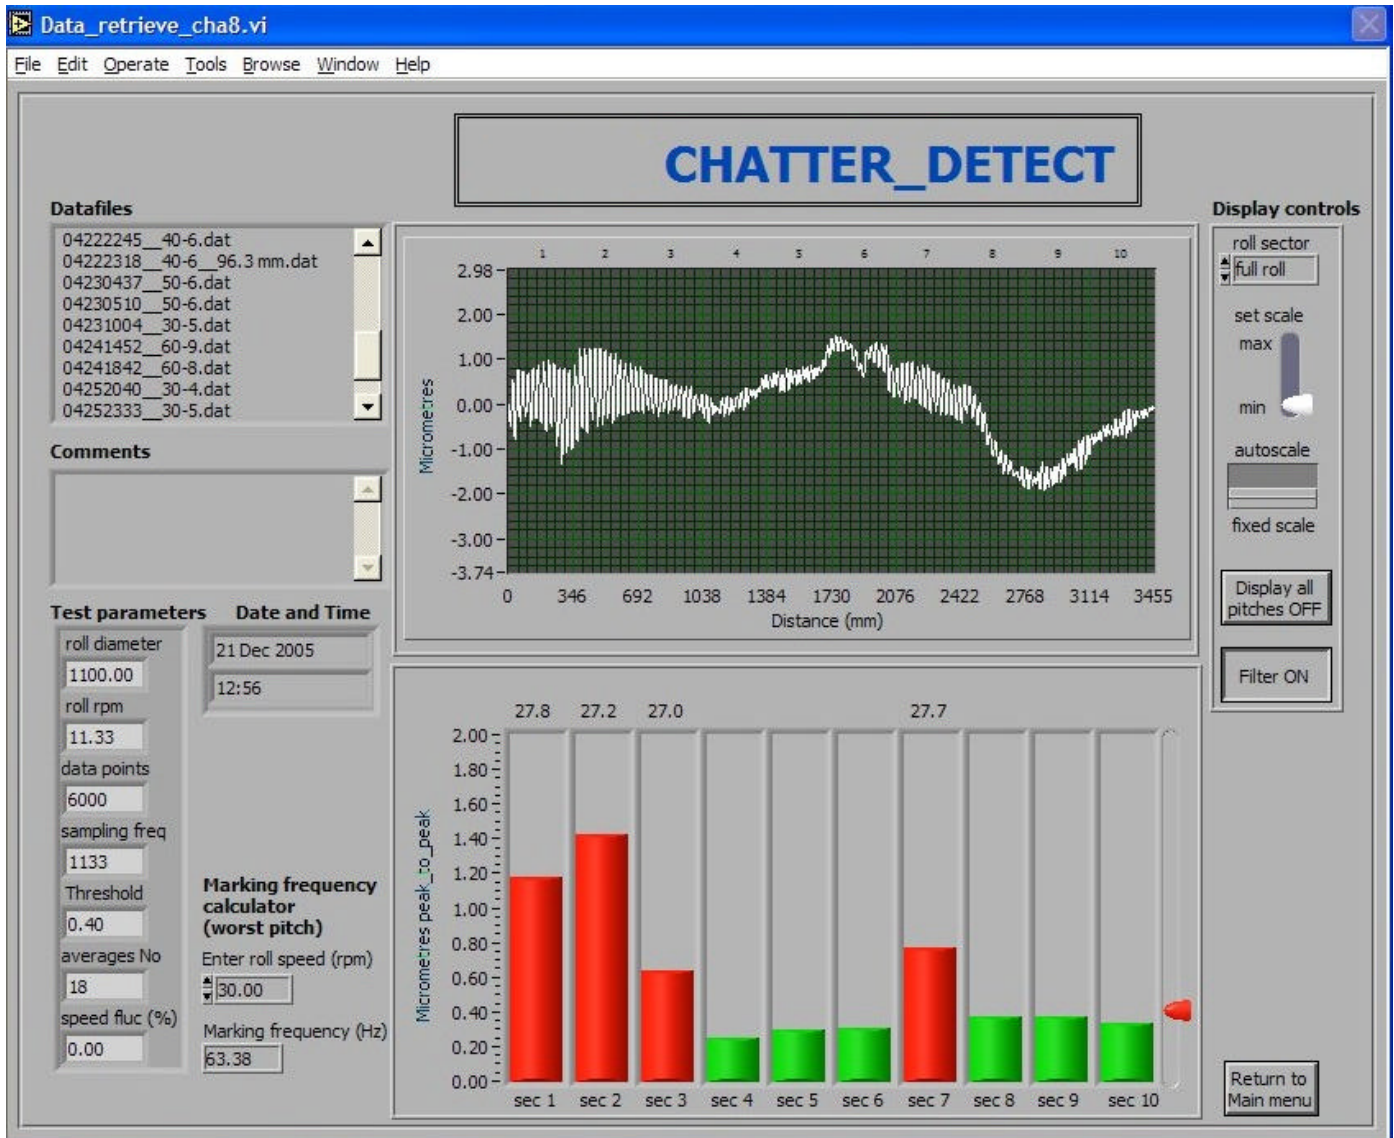 Data_retrieve_cha8.vi
File Edit Operate Tools Browse Window Help
CHATTER_DETECT
Datafiles
04222245__40-6.dat
04222318__40-6__96.3 mm.dat
04230437__50-6.dat
04230510__50-6.dat
04231004__30-5.dat
04241452__60-9.dat
04241842__60-8.dat
04252040__30-4.dat
04252333__30-5.dat
Comments
Test parameters
roll diameter
1100.00
roll rpm
11.33
data points
6000
sampling freq
1133
Threshold
0.40
averages No
18
speed fluc (%)
0.00
Date and Time
21 Dec 2005
12:56
Marking frequency
calculator
(worst pitch)
Enter roll speed (rpm)
30.00
Marking frequency (Hz)
63.38
1 2 3 4 5 6 7 8 9 10
Micrometres
2.98
2.00
1.00
0.00
-1.00
-2.00
-3.00
-3.74
0 346 692 1038 1384 1730 2076 2422 2768 3114 3455
Distance (mm)
27.8 27.2 27.0 27.7
Micrometres peak_to_peak
2.00
1.80
1.60
1.40
1.20
1.00
0.80
0.60
0.40
0.20
0.00
sec 1 sec 2 sec 3 sec 4 sec 5 sec 6 sec 7 sec 8 sec 9 sec 10
Display controls
roll sector
full roll
set scale
max
min
autoscale
fixed scale
Display all
pitches OFF
Filter ON
Return to
Main menu